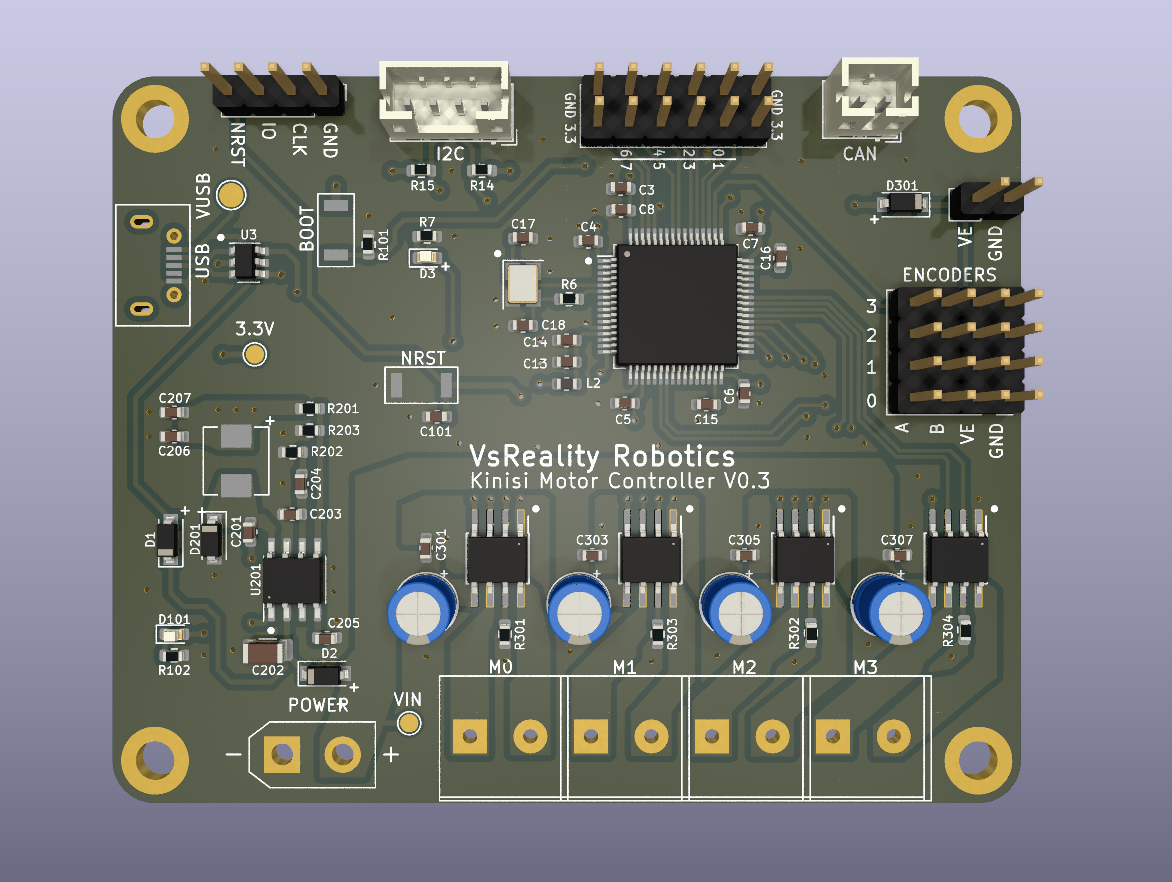 NRST
IO
CLK
GND
I2C
GND 3.3
67
45
23
01
GND 3.3
CAN
R15
R14
C3
C8
D301
+
VE
GND
VUSB
USB
U3
BOOT
R101
R7
D3
+
C17
C4
C7
C16
R6
ENCODERS
3
2
1
0
A
B
VE
GND
3.3V
C18
C14
C13
L2
NRST
C101
C5
C15
C6
C207
C206
+
R201
R203
R202
C204
C203
VsReality Robotics
Kinisi Motor Controller V0.3
D1
+
D201
+
C201
U201
C301
+
C303
+
C305
+
C307
+
R301
R303
R302
R304
D101
R102
C202
C205
D2
+
POWER
+
- +
VIN
M0
M1
M2
M3